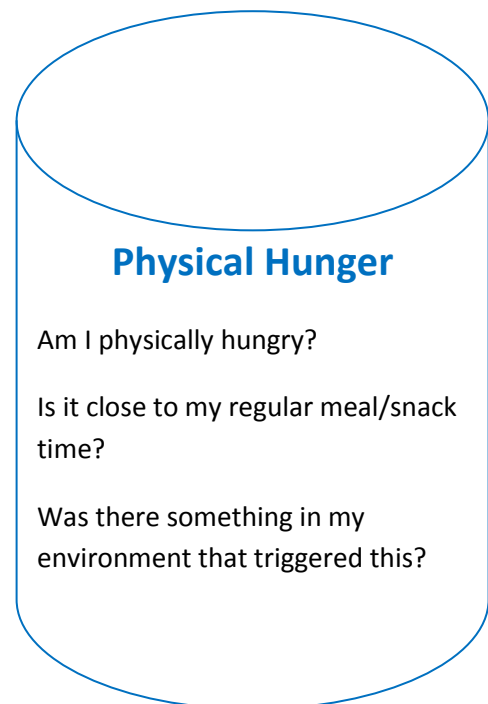 Physical Hunger
Am I physically hungry?
Is it close to my regular meal/snack
time?
Was there something in my
environment that triggered this?